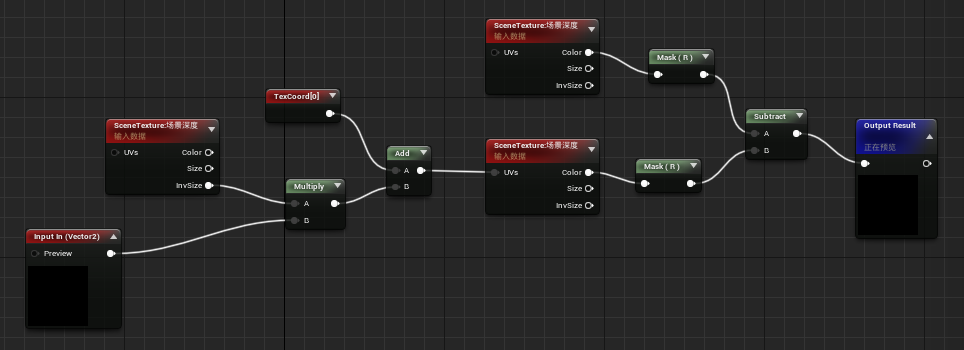 SceneTexture:场景深度
输入数据
UVs
Color
Size
InvSize
Input In (Vector2)
Preview
TexCoord[0]
Multiply
A
B
Add
A
B
SceneTexture:场景深度
输入数据
UVs
Color
Size
InvSize
SceneTexture:场景深度
输入数据
UVs
Color
Size
InvSize
Mask ( R )
Mask ( R )
Subtract
A
B
Output Result
正在预览